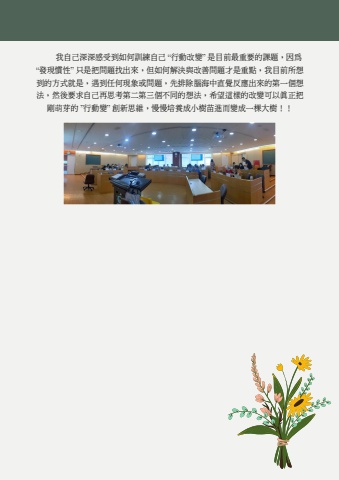 我自己深深感受到如何訓練自己 “行動改變” 是目前最重要的課題，因為
“發現慣性” 只是把問題找出來，但如何解決與改善問題才是重點，我目前所想
到的方式就是，遇到任何現象或問題，先排除腦海中直覺反應出來的第一個想
法，然後要求自己再思考第二第三個不同的想法，希望這樣的改變可以真正把
剛萌芽的 ”行動變” 創新思維，慢慢培養成小樹苗進而變成一棵大樹！！